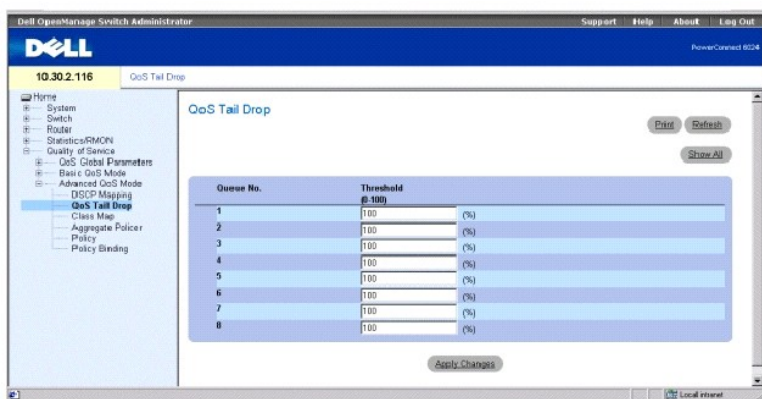 Dell OpenManage Switch Administrator Support Help About Log Out
DELL
PowerConnect 6024
10.30.2.116 QoS Tail Drop
Home
System
Switch
Router
Statistics/RMON
Quality of Service
QoS Global Parameters
Basic QoS Mode
Advanced QoS Mode
DSCP Mapping
QoS Taill Drop
Class Map
Aggregate Policer
Policy
Policy Binding
QoS Tail Drop
Print Refresh
Show All
Queue No. Threshold
(0-100)
1 100 (%)
2 100 (%)
3 100 (%)
4 100 (%)
5 100 (%)
6 100 (%)
7 100 (%)
8 100 (%)
Apply Changes
Local intranet